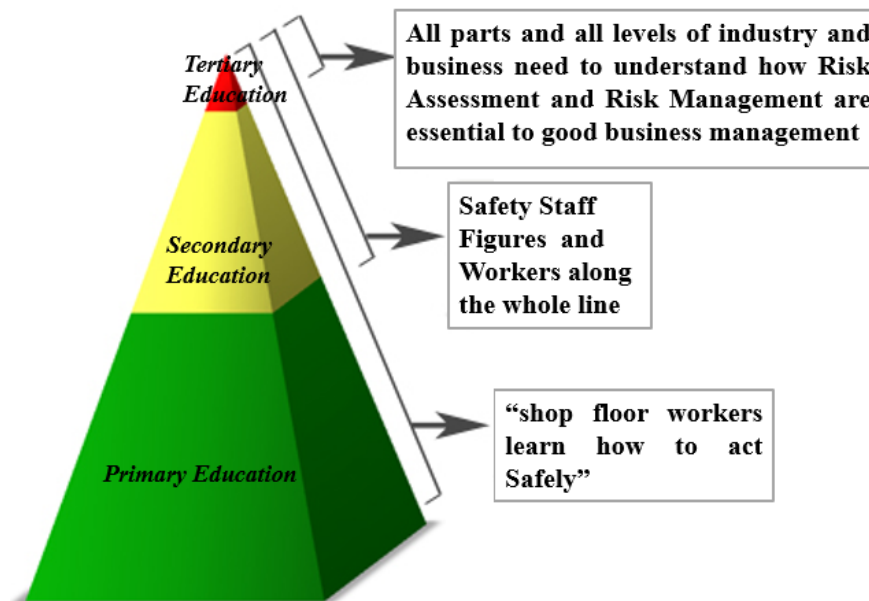 Tertiary
Education
All parts and all levels of industry and
business need to understand how Risk
Assessment and Risk Management are
essential to good business management
Secondary
Education
Safety Staff
Figures and
Workers along
the whole line
Primary Education
“shop floor workers
learn how to act
Safely”